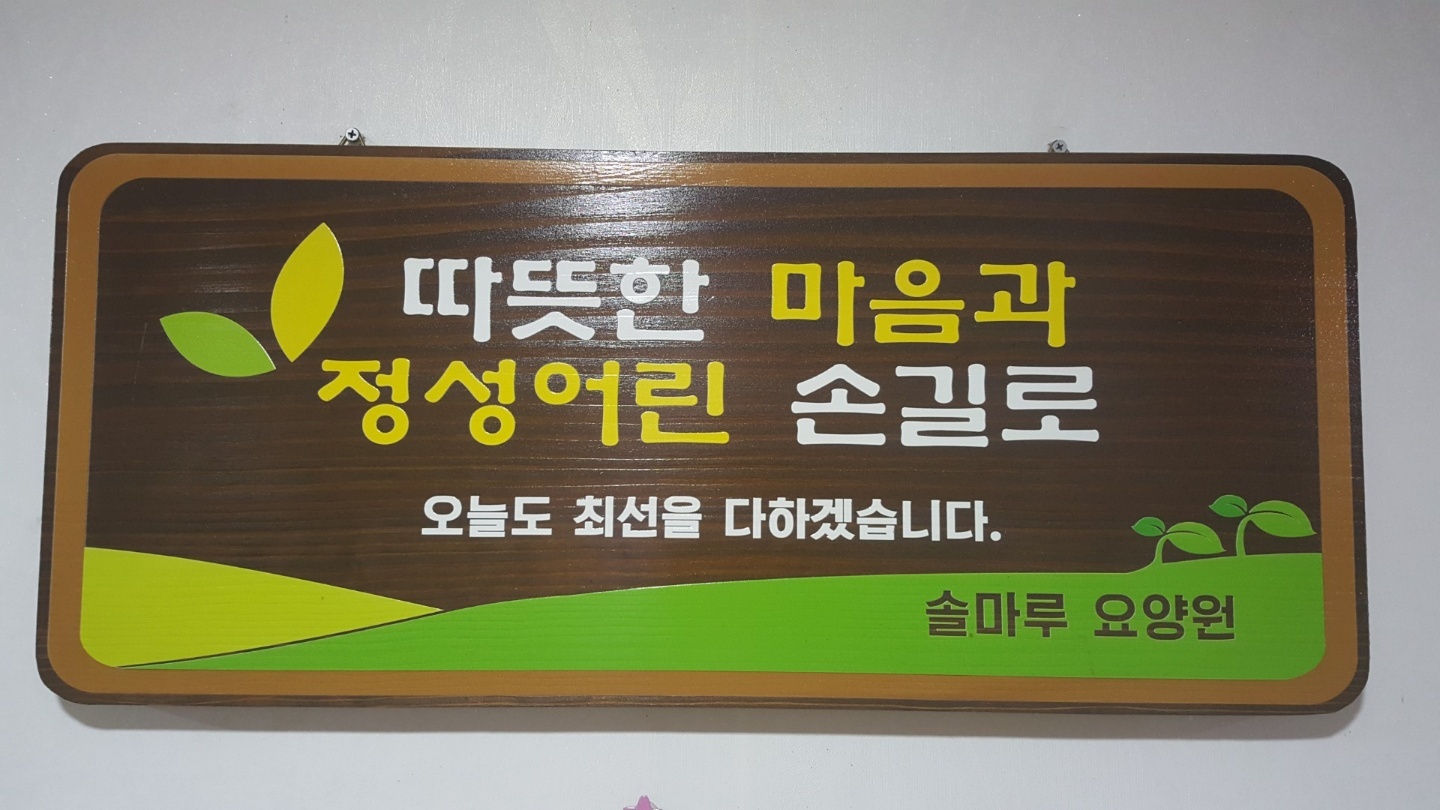 따뜻한 마음과
정성어린 손길로
오늘도 최선을 다하겠습니다.
솔마루 요양원